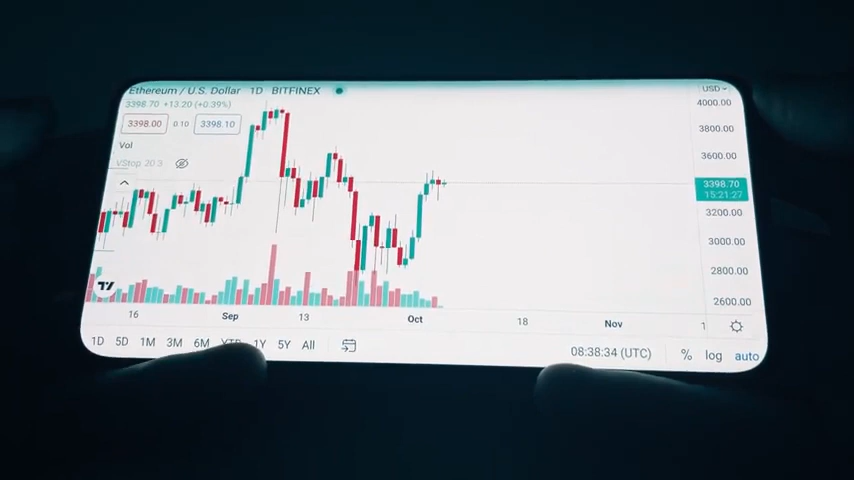 Ethereum / U.S. Dollar 1D BITFINEX
3398.70 +13.20 (+0.39%)
3398.00 0.10 3398.10
Vol
VStop 20 3
USD
4000.00
3800.00
3600.00
3398.70
15:21:27
3200.00
3000.00
2800.00
2600.00
16 Sep 13 Oct 18 Nov 1
1D 5D 1M 3M 6M YTD 1Y 5Y All
08:38:34 (UTC) % log auto